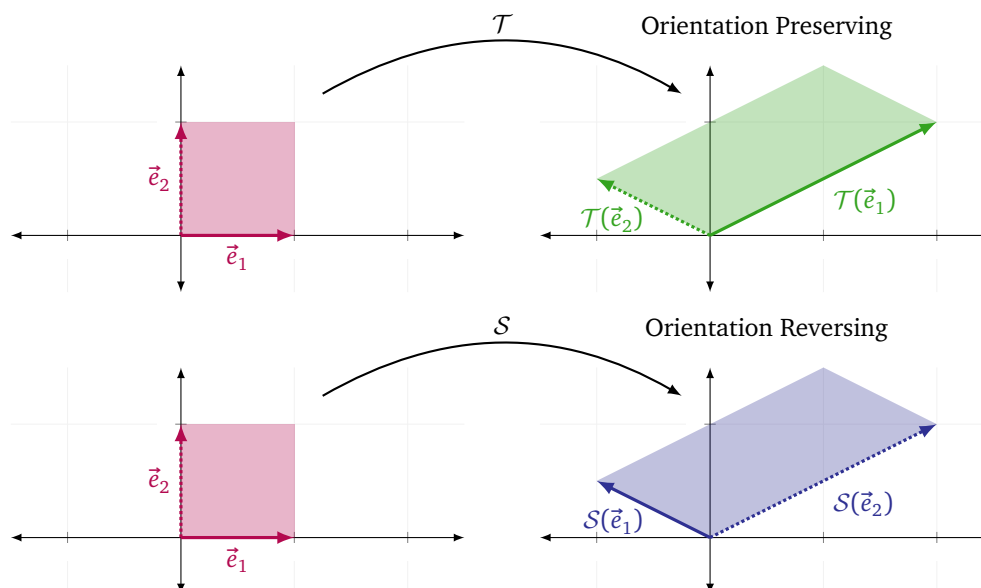 𝒯
Orientation Preserving
e⃗₂
e⃗₁
𝒯(e⃗₂)
𝒯(e⃗₁)
𝒮
Orientation Reversing
e⃗₂
e⃗₁
𝒮(e⃗₁)
𝒮(e⃗₂)